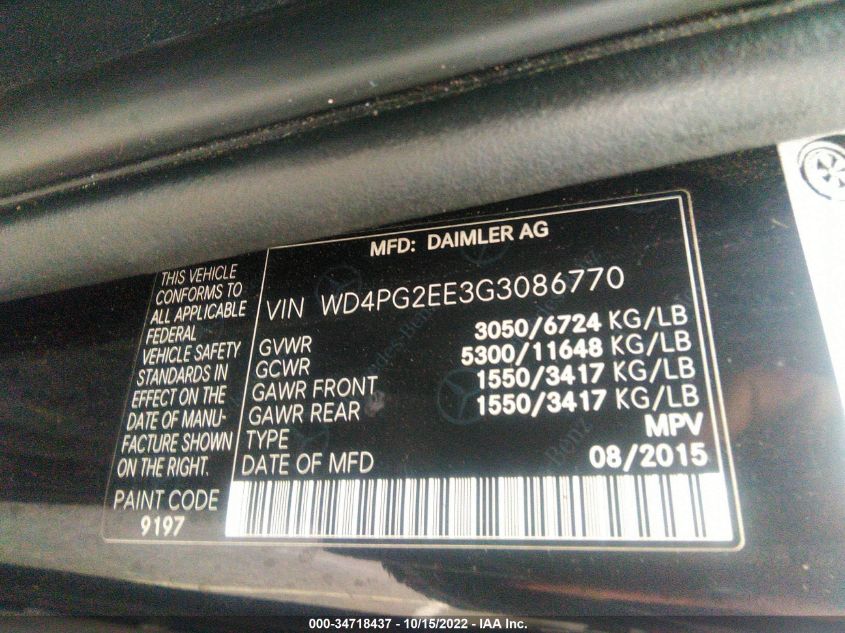 MFD: DAIMLER AG
THIS VEHICLE
CONFORMS TO
ALL APPLICABLE
FEDERAL
VEHICLE SAFETY
STANDARDS IN
EFFECT ON THE
DATE OF MANU-
FACTURE SHOWN
ON THE RIGHT.
VIN WD4PG2EE3G3086770
GVWR 3050/6724 KG/LB
GCWR 5300/11648 KG/LB
GAWR FRONT 1550/3417 KG/LB
GAWR REAR 1550/3417 KG/LB
TYPE MPV
DATE OF MFD 08/2015
PAINT CODE
9197
Mercedes-Benz
000-34718437 - 10/15/2022 - IAA Inc.